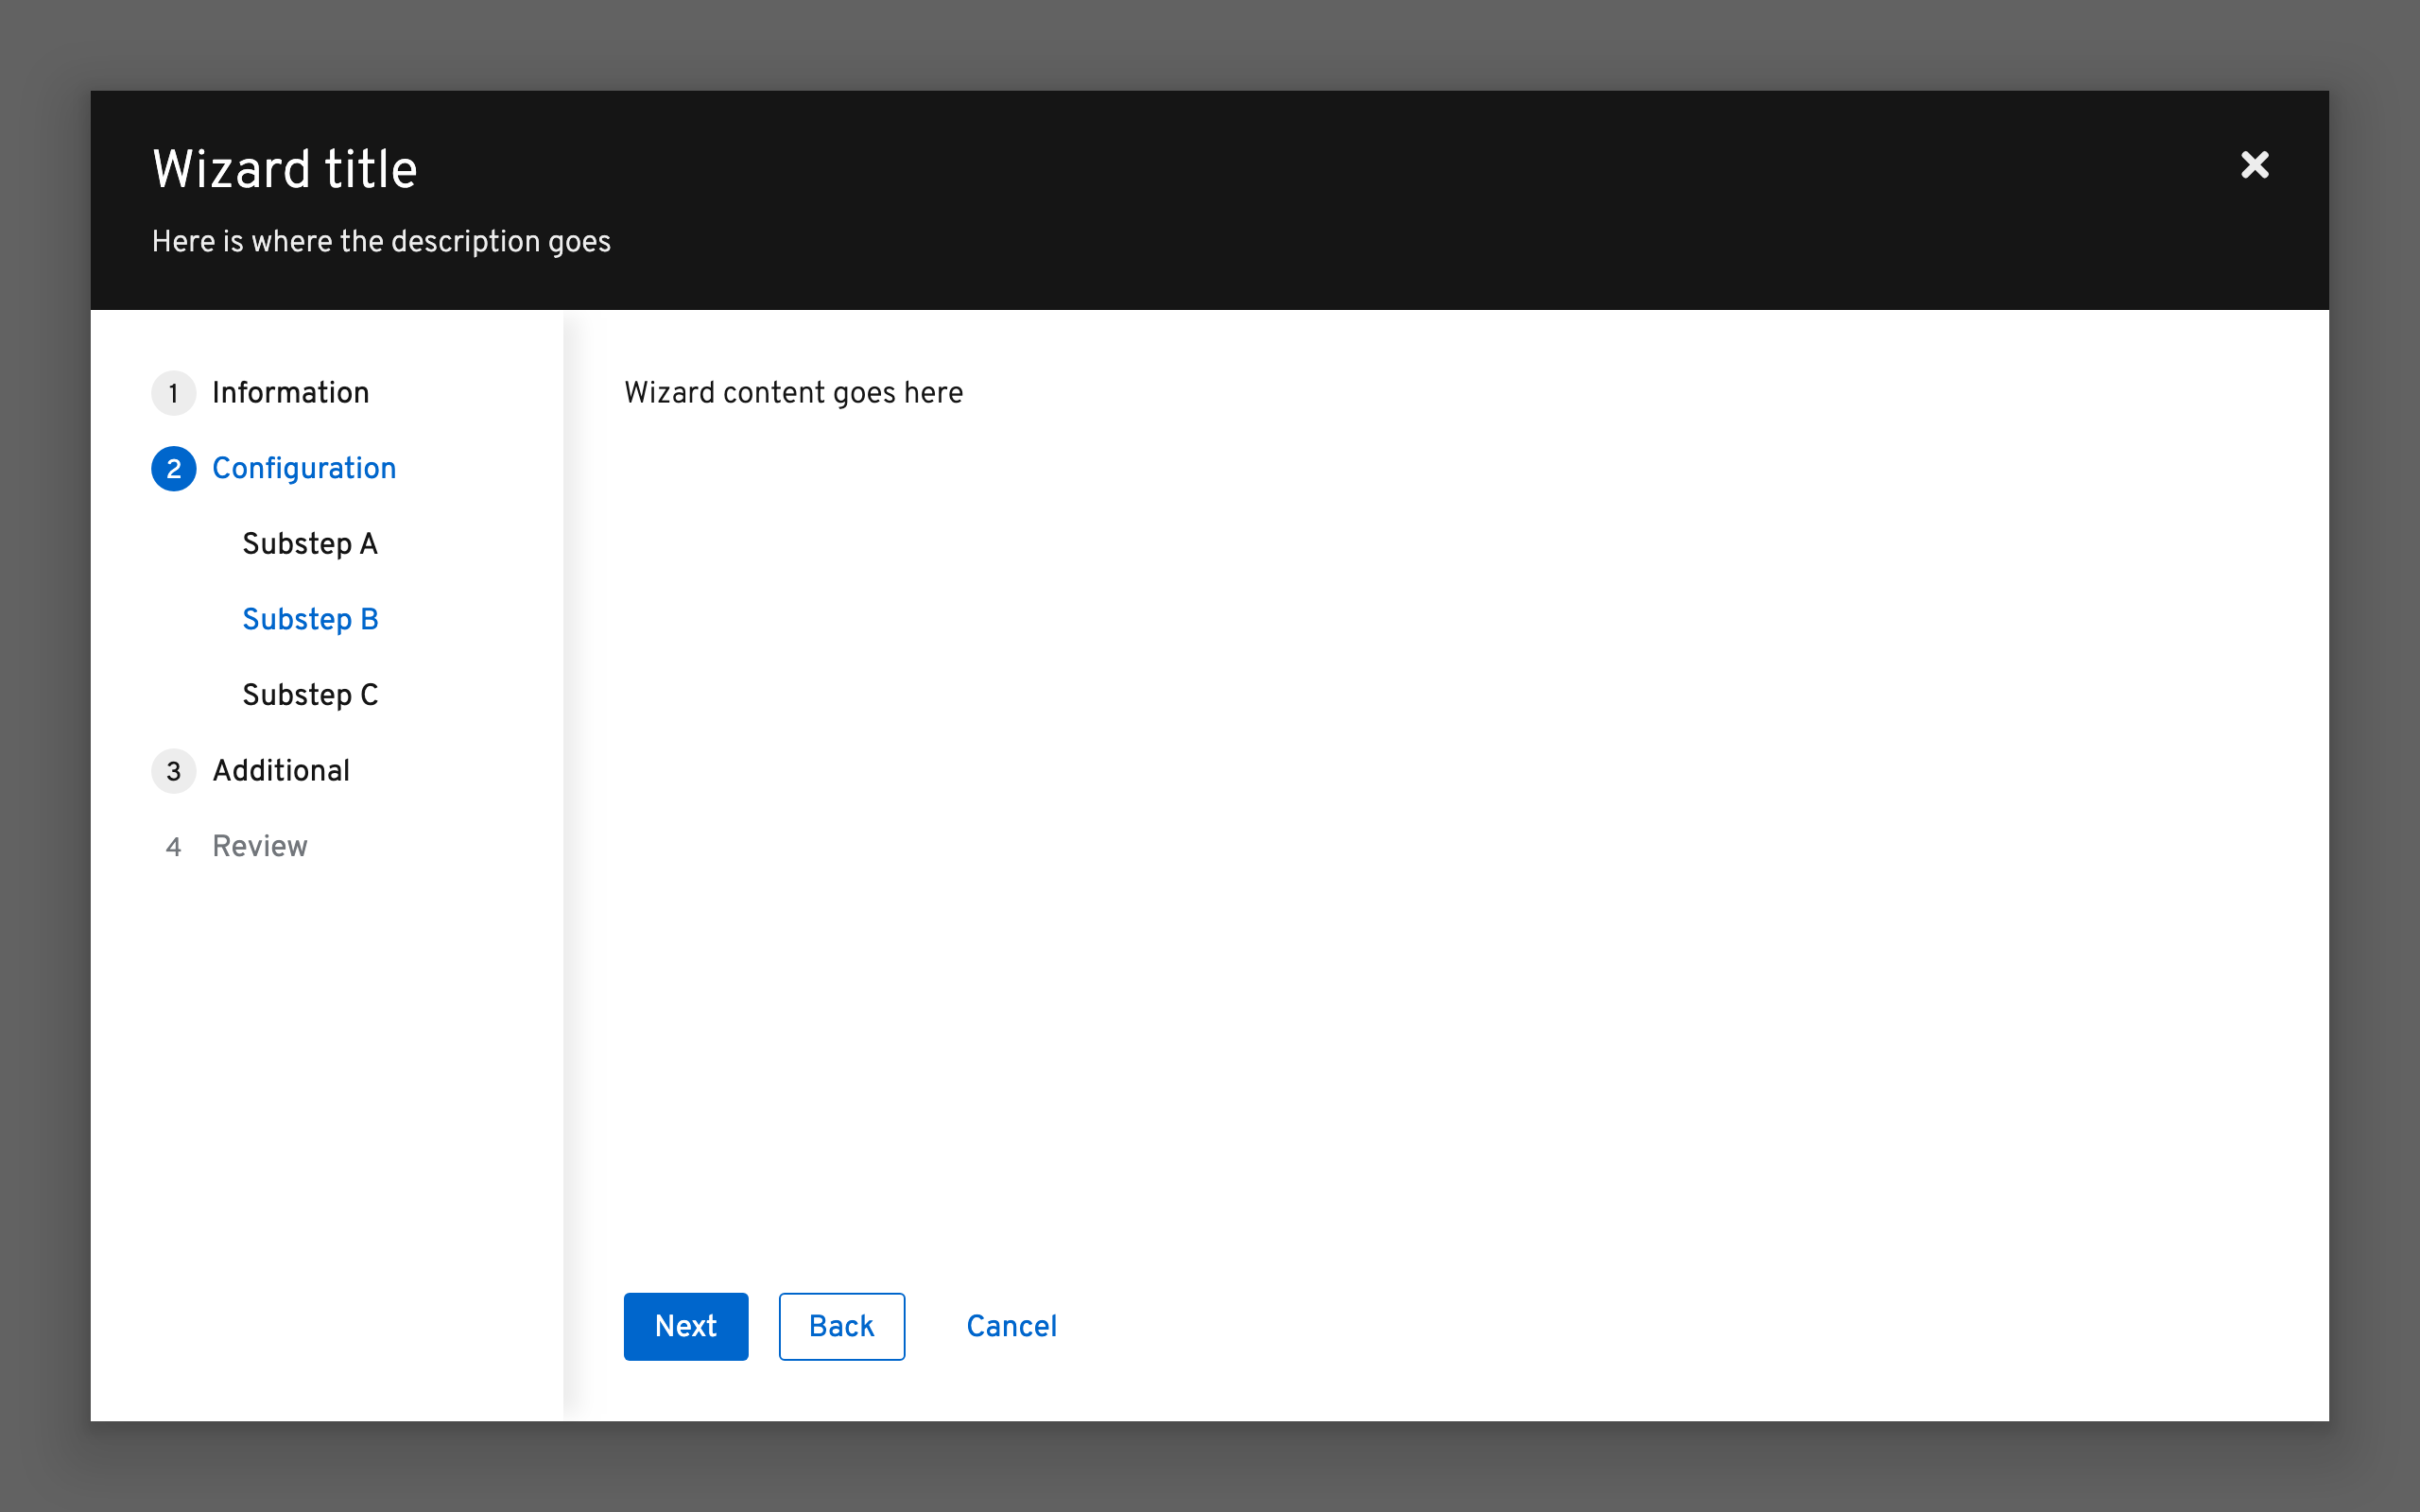 Wizard title
Here is where the description goes
1 Information
2 Configuration
Substep A
Substep B
Substep C
3 Additional
4 Review
Wizard content goes here
Next Back Cancel